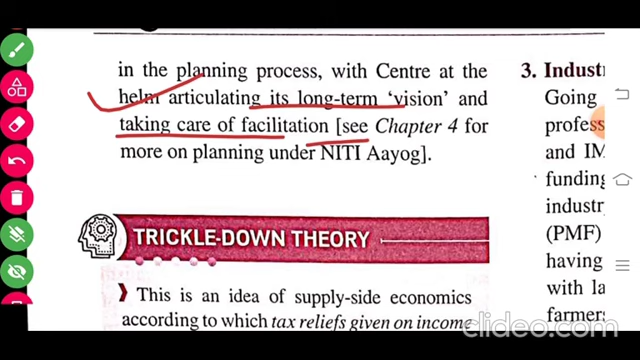 in the planning process, with Centre at the
helm articulating its long-term ‘vision’ and
taking care of facilitation [see Chapter 4 for
more on planning under NITI Aayog].
TRICKLE-DOWN THEORY
This is an idea of supply-side economics
according to which tax reliefs given on income
3. Industr
Going
profess
and IM
funding
industr
(PMF)
having
with la
farmers
clideo.com